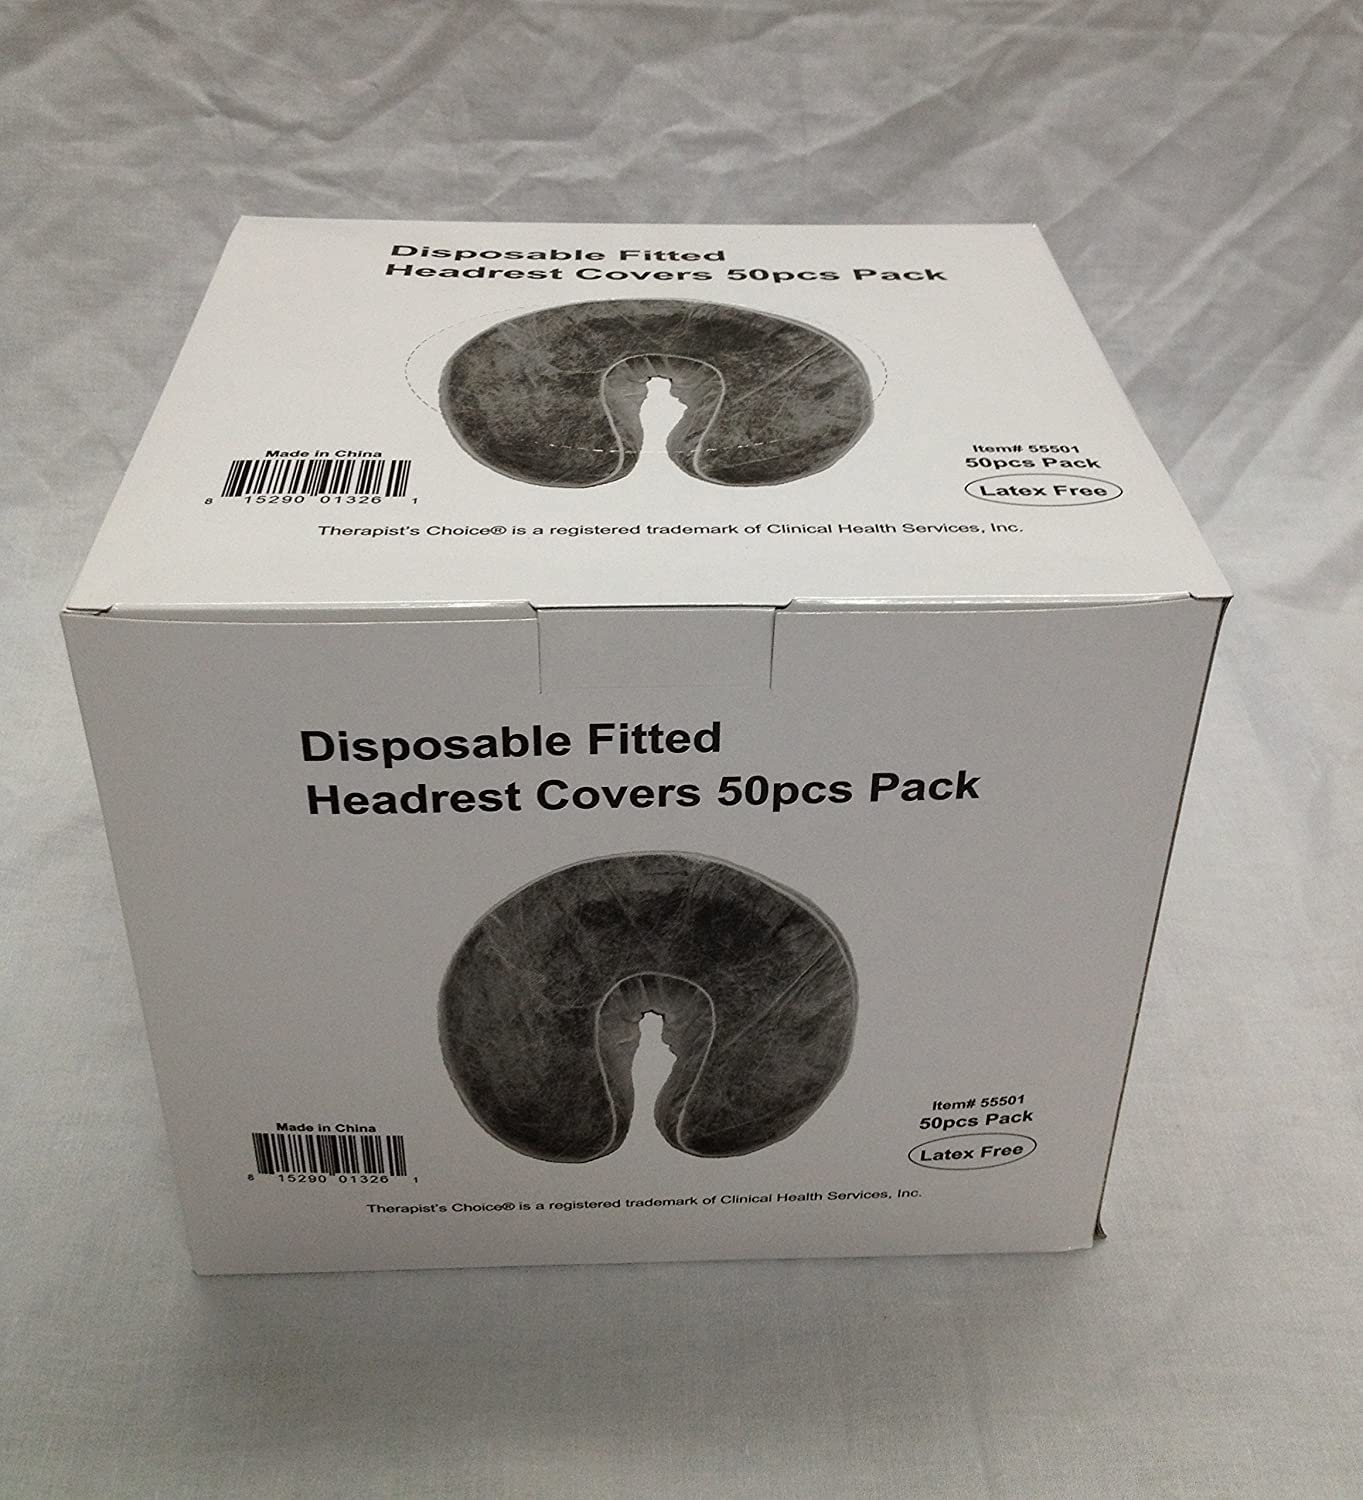 Disposable Fitted
Headrest Covers 50pcs Pack
Made in China
8 15290 01326 1
Item# 55501
50pcs Pack
Latex Free
Therapist's Choice® is a registered trademark of Clinical Health Services, Inc.
Disposable Fitted
Headrest Covers 50pcs Pack
Made in China
8 15290 01326 1
Item# 55501
50pcs Pack
Latex Free
Therapist's Choice® is a registered trademark of Clinical Health Services, Inc.